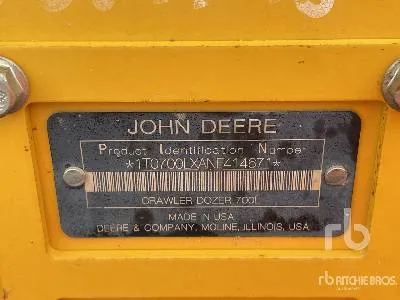 JOHN DEERE
Product Identification Number
*1T0700LXANF414671*
CRAWLER DOZER
MADE IN USA
DEERE & COMPANY, MOLINE, ILLINOIS, USA
rb
rb RITCHIE BROS